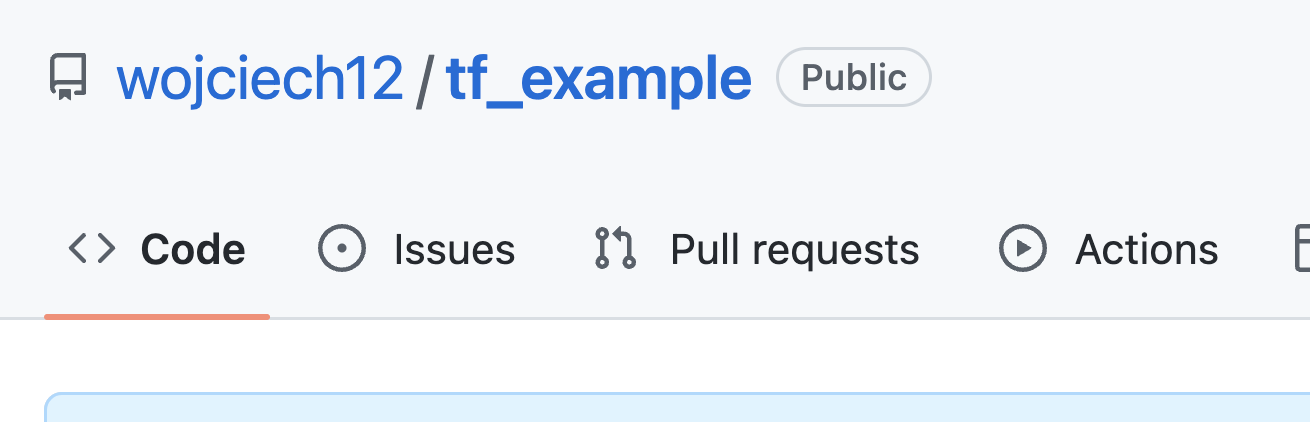 wojciech12 / tf_example Public
Code Issues Pull requests Actions